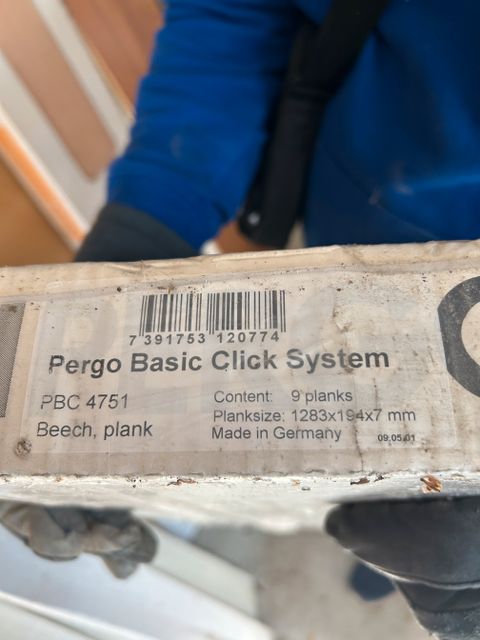 7 391753 120774
Pergo Basic Click System
PBC 4751
Beech, plank
Content: 9 planks
Planksize: 1283x194x7 mm
Made in Germany
09.05.01